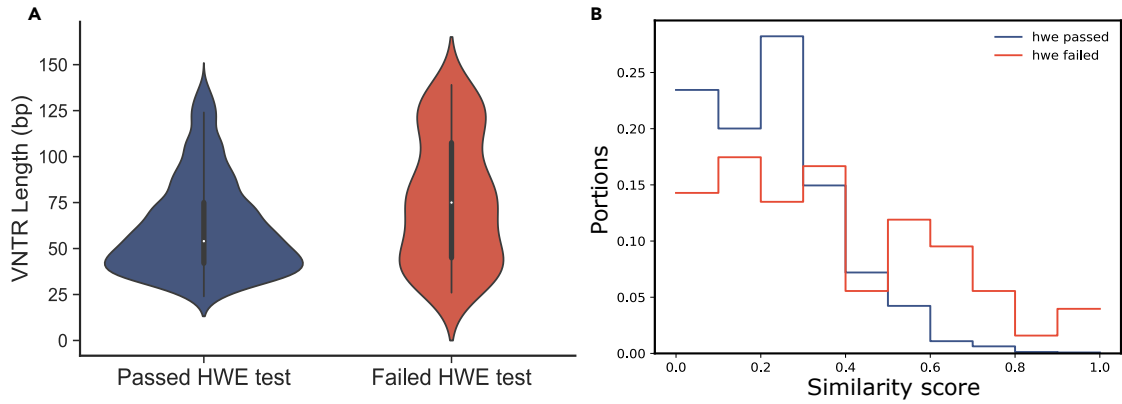 A
VNTR Length (bp)
150
125
100
75
50
25
0
Passed HWE test
Failed HWE test
B
hwe passed
hwe failed
Portions
0.25
0.20
0.15
0.10
0.05
0.00
0.0
0.2
0.4
0.6
0.8
1.0
Similarity score